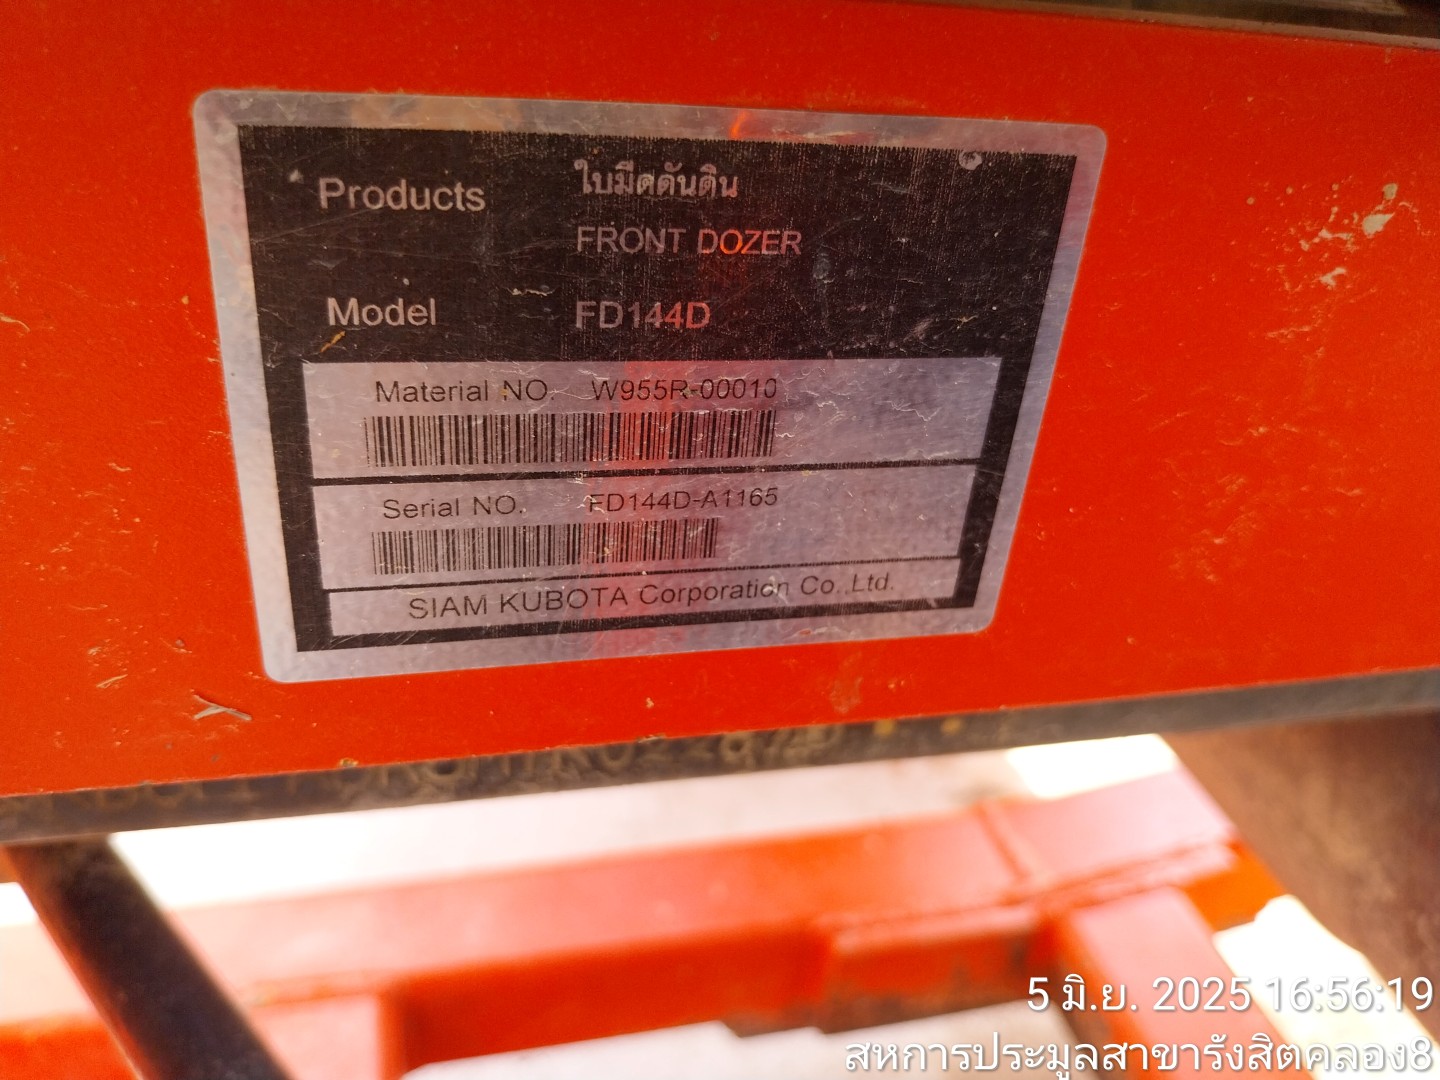 Products ใบมีดดันดิน
FRONT DOZER
Model FD144D
Material NO. W955R-00010
Serial NO. FD144D-A1165
SIAM KUBOTA Corporation Co.,Ltd.
5 มิ.ย. 2025 16:56:19
สหการประมูลสาขารังสิตคลอง8